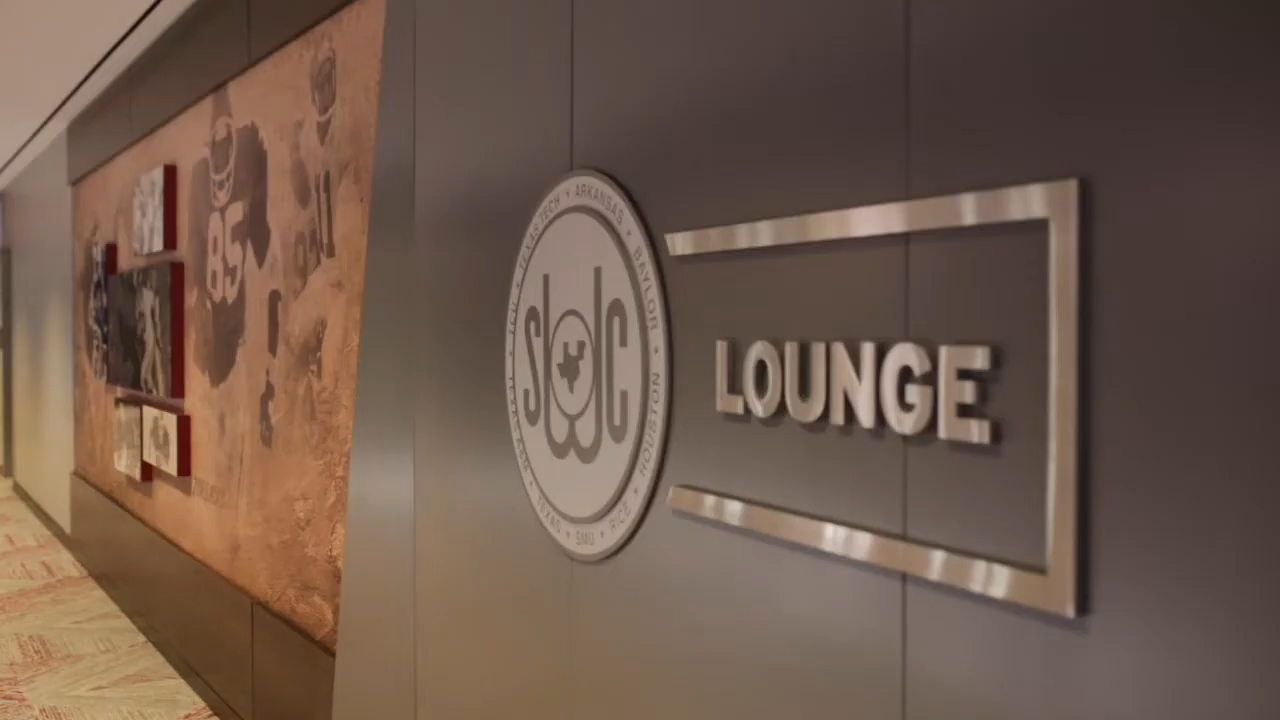 85
11
TEXAS TECH • ARKANSAS • BAYLOR • HOUSTON • RICE • SMU • TEXAS • TEXAS A&M • TCU •
swc
LOUNGE